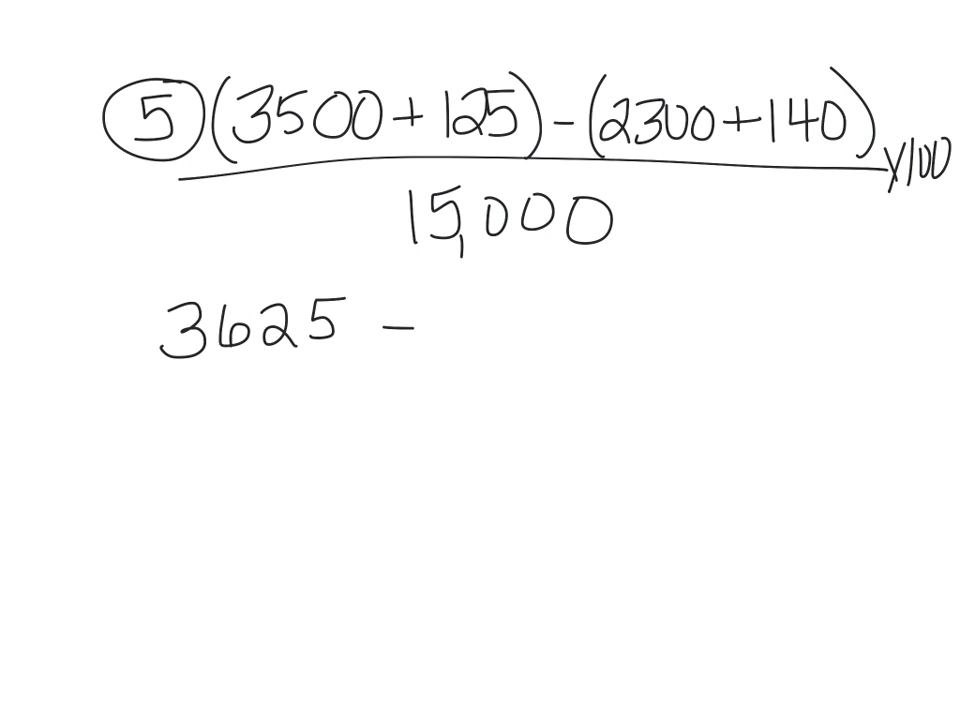 5 (3500 + 125) - (2300 + 140) x100
15,000
3625 -